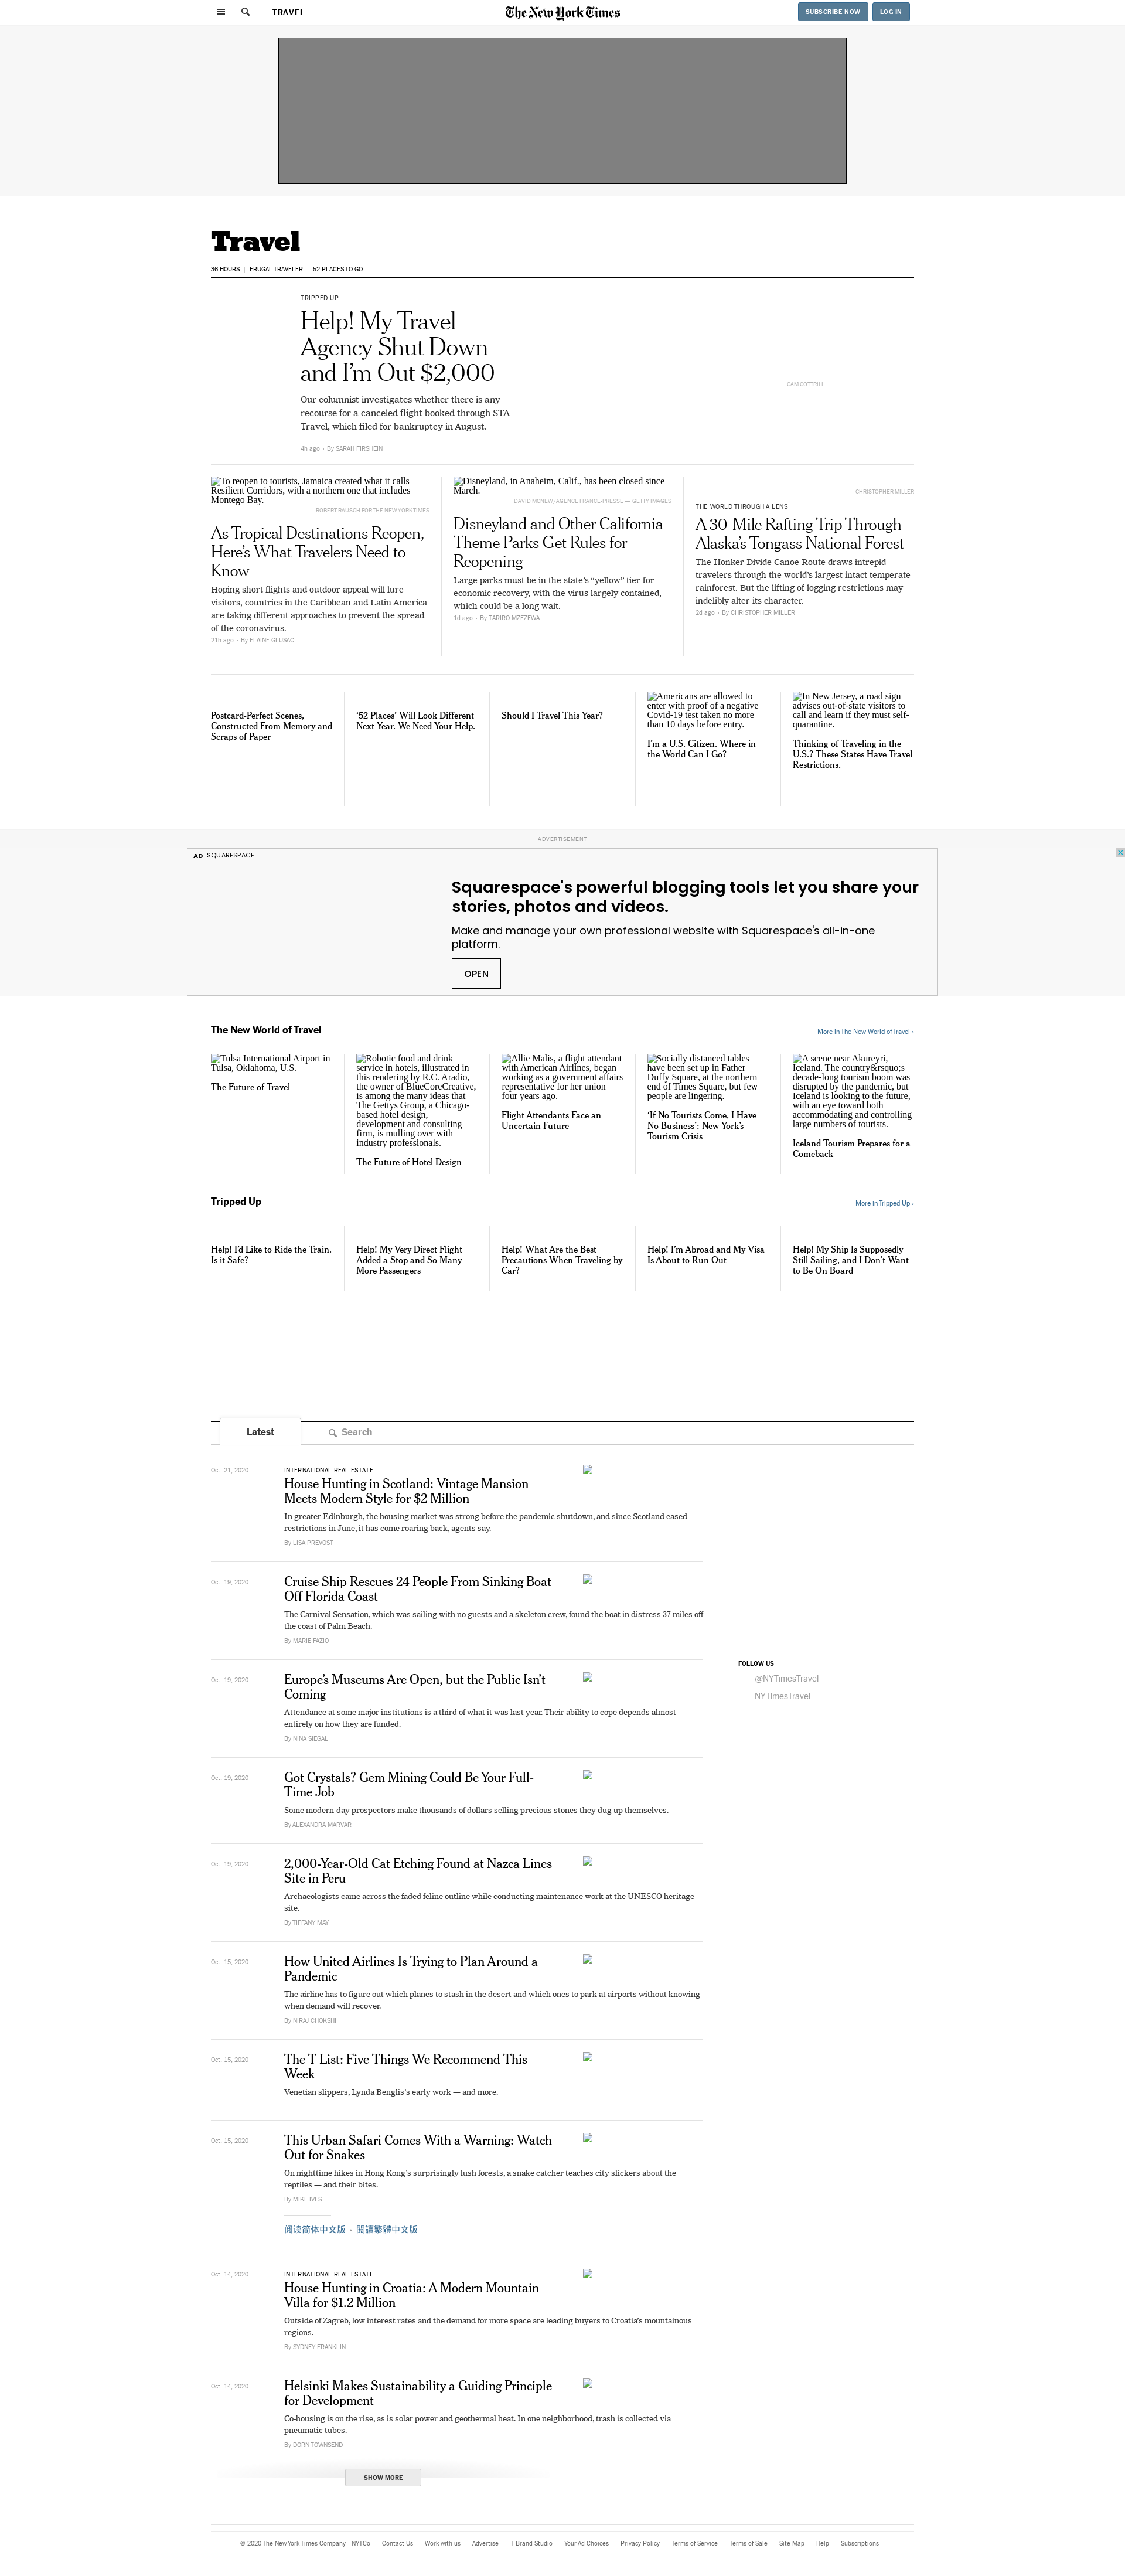 TRAVEL
The New York Times
SUBSCRIBE NOW
LOG IN
Travel
36 HOURS
FRUGAL TRAVELER
52 PLACES TO GO
TRIPPED UP
Help! My Travel
Agency Shut Down
and I’m Out $2,000
Our columnist investigates whether there is any
recourse for a canceled flight booked through STA
Travel, which filed for bankruptcy in August.
4h ago · By SARAH FIRSHEIN
CAM COTTRILL
To reopen to tourists, Jamaica created what it calls
Resilient Corridors, with a northern one that includes
Montego Bay.
ROBERT RAUSCH FOR THE NEW YORK TIMES
As Tropical Destinations Reopen,
Here’s What Travelers Need to
Know
Hoping short flights and outdoor appeal will lure
visitors, countries in the Caribbean and Latin America
are taking different approaches to prevent the spread
of the coronavirus.
21h ago · By ELAINE GLUSAC
Disneyland, in Anaheim, Calif., has been closed since
March.
DAVID MCNEW/AGENCE FRANCE-PRESSE — GETTY IMAGES
Disneyland and Other California
Theme Parks Get Rules for
Reopening
Large parks must be in the state’s “yellow” tier for
economic recovery, with the virus largely contained,
which could be a long wait.
1d ago · By TARIRO MZEZEWA
CHRISTOPHER MILLER
THE WORLD THROUGH A LENS
A 30-Mile Rafting Trip Through
Alaska’s Tongass National Forest
The Honker Divide Canoe Route draws intrepid
travelers through the world’s largest intact temperate
rainforest. But the lifting of logging restrictions may
indelibly alter its character.
2d ago · By CHRISTOPHER MILLER
Postcard-Perfect Scenes,
Constructed From Memory and
Scraps of Paper
‘52 Places’ Will Look Different
Next Year. We Need Your Help.
Should I Travel This Year?
Americans are allowed to
enter with proof of a negative
Covid-19 test taken no more
than 10 days before entry.
I’m a U.S. Citizen. Where in
the World Can I Go?
In New Jersey, a road sign
advises out-of-state visitors to
call and learn if they must self-
quarantine.
Thinking of Traveling in the
U.S.? These States Have Travel
Restrictions.
ADVERTISEMENT
AD SQUARESPACE
Squarespace's powerful blogging tools let you share your
stories, photos and videos.
Make and manage your own professional website with Squarespace's all-in-one
platform.
OPEN
The New World of Travel
More in The New World of Travel ›
Tulsa International Airport in
Tulsa, Oklahoma, U.S.
The Future of Travel
Robotic food and drink
service in hotels, illustrated in
this rendering by R.C. Aradio,
the owner of BlueCoreCreative,
is among the many ideas that
The Gettys Group, a Chicago-
based hotel design,
development and consulting
firm, is mulling over with
industry professionals.
The Future of Hotel Design
Allie Malis, a flight attendant
with American Airlines, began
working as a government affairs
representative for her union
four years ago.
Flight Attendants Face an
Uncertain Future
Socially distanced tables
have been set up in Father
Duffy Square, at the northern
end of Times Square, but few
people are lingering.
‘If No Tourists Come, I Have
No Business’: New York’s
Tourism Crisis
A scene near Akureyri,
Iceland. The country&rsquo;s
decade-long tourism boom was
disrupted by the pandemic, but
Iceland is looking to the future,
with an eye toward both
accommodating and controlling
large numbers of tourists.
Iceland Tourism Prepares for a
Comeback
Tripped Up
More in Tripped Up ›
Help! I’d Like to Ride the Train.
Is it Safe?
Help! My Very Direct Flight
Added a Stop and So Many
More Passengers
Help! What Are the Best
Precautions When Traveling by
Car?
Help! I’m Abroad and My Visa
Is About to Run Out
Help! My Ship Is Supposedly
Still Sailing, and I Don’t Want
to Be On Board
Latest
Search
Oct. 21, 2020
INTERNATIONAL REAL ESTATE
House Hunting in Scotland: Vintage Mansion
Meets Modern Style for $2 Million
In greater Edinburgh, the housing market was strong before the pandemic shutdown, and since Scotland eased
restrictions in June, it has come roaring back, agents say.
By LISA PREVOST
Oct. 19, 2020
Cruise Ship Rescues 24 People From Sinking Boat
Off Florida Coast
The Carnival Sensation, which was sailing with no guests and a skeleton crew, found the boat in distress 37 miles off
the coast of Palm Beach.
By MARIE FAZIO
FOLLOW US
@NYTimesTravel
NYTimesTravel
Oct. 19, 2020
Europe’s Museums Are Open, but the Public Isn’t
Coming
Attendance at some major institutions is a third of what it was last year. Their ability to cope depends almost
entirely on how they are funded.
By NINA SIEGAL
Oct. 19, 2020
Got Crystals? Gem Mining Could Be Your Full-
Time Job
Some modern-day prospectors make thousands of dollars selling precious stones they dug up themselves.
By ALEXANDRA MARVAR
Oct. 19, 2020
2,000-Year-Old Cat Etching Found at Nazca Lines
Site in Peru
Archaeologists came across the faded feline outline while conducting maintenance work at the UNESCO heritage
site.
By TIFFANY MAY
Oct. 15, 2020
How United Airlines Is Trying to Plan Around a
Pandemic
The airline has to figure out which planes to stash in the desert and which ones to park at airports without knowing
when demand will recover.
By NIRAJ CHOKSHI
Oct. 15, 2020
The T List: Five Things We Recommend This
Week
Venetian slippers, Lynda Benglis’s early work — and more.
Oct. 15, 2020
This Urban Safari Comes With a Warning: Watch
Out for Snakes
On nighttime hikes in Hong Kong’s surprisingly lush forests, a snake catcher teaches city slickers about the
reptiles — and their bites.
By MIKE IVES
阅读简体中文版 · 閱讀繁體中文版
Oct. 14, 2020
INTERNATIONAL REAL ESTATE
House Hunting in Croatia: A Modern Mountain
Villa for $1.2 Million
Outside of Zagreb, low interest rates and the demand for more space are leading buyers to Croatia’s mountainous
regions.
By SYDNEY FRANKLIN
Oct. 14, 2020
Helsinki Makes Sustainability a Guiding Principle
for Development
Co-housing is on the rise, as is solar power and geothermal heat. In one neighborhood, trash is collected via
pneumatic tubes.
By DORN TOWNSEND
SHOW MORE
© 2020 The New York Times Company NYTCo Contact Us Work with us Advertise T Brand Studio Your Ad Choices Privacy Policy Terms of Service Terms of Sale Site Map Help Subscriptions